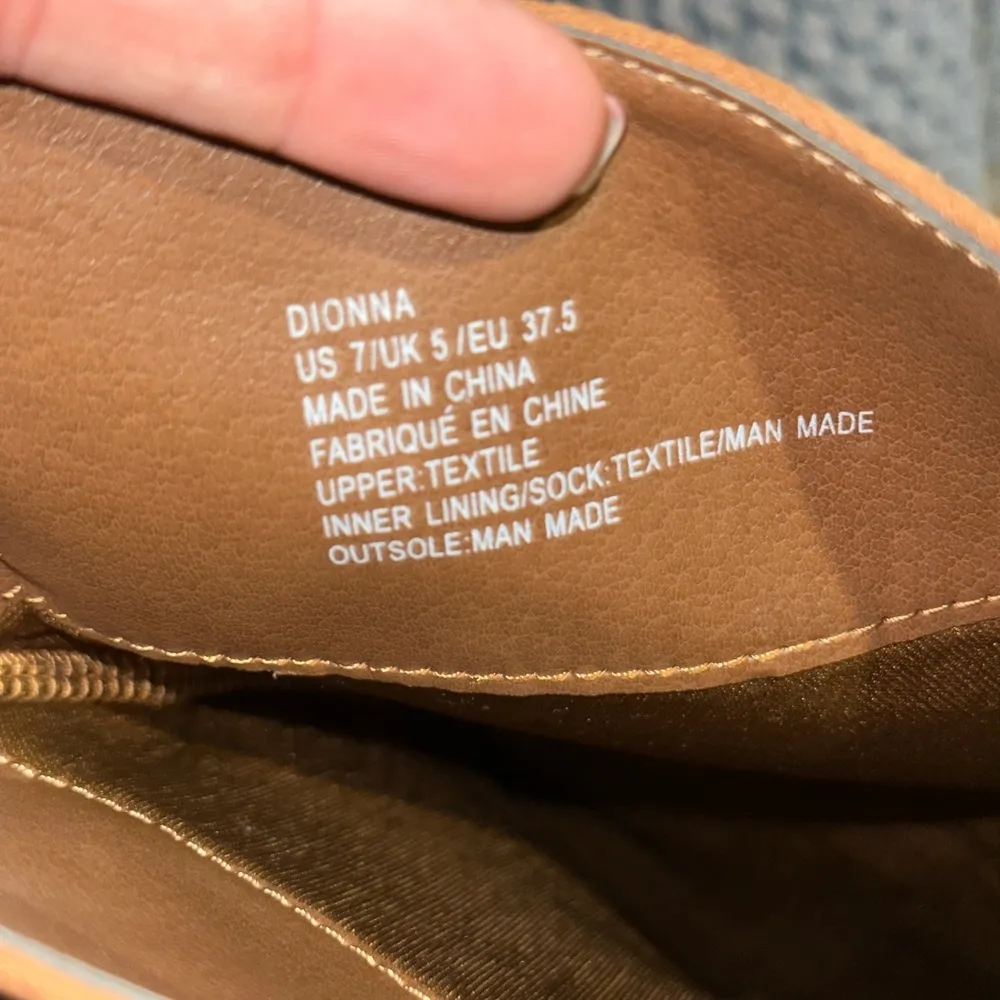 DIONNA
US 7/UK 5/EU 37.5
MADE IN CHINA
FABRIQUÉ EN CHINE
UPPER:TEXTILE
INNER LINING/SOCK:TEXTILE/MAN MADE
OUTSOLE:MAN MADE